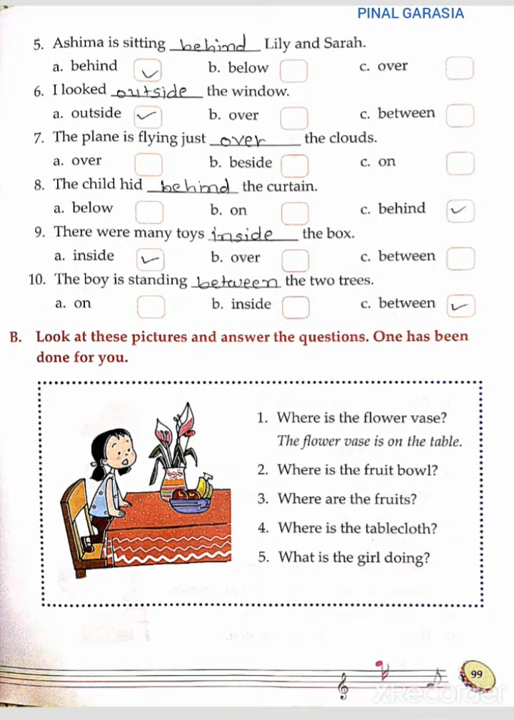 PINAL GARASIA
5. Ashima is sitting behind Lily and Sarah.
a. behind ✓ b. below c. over
6. I looked outside the window.
a. outside ✓ b. over c. between
7. The plane is flying just over the clouds.
a. over b. beside c. on
8. The child hid behind the curtain.
a. below b. on c. behind ✓
9. There were many toys inside the box.
a. inside ✓ b. over c. between
10. The boy is standing between the two trees.
a. on b. inside c. between ✓
B. Look at these pictures and answer the questions. One has been
done for you.
1. Where is the flower vase?
The flower vase is on the table.
2. Where is the fruit bowl?
3. Where are the fruits?
4. Where is the tablecloth?
5. What is the girl doing?
99
XRecorder